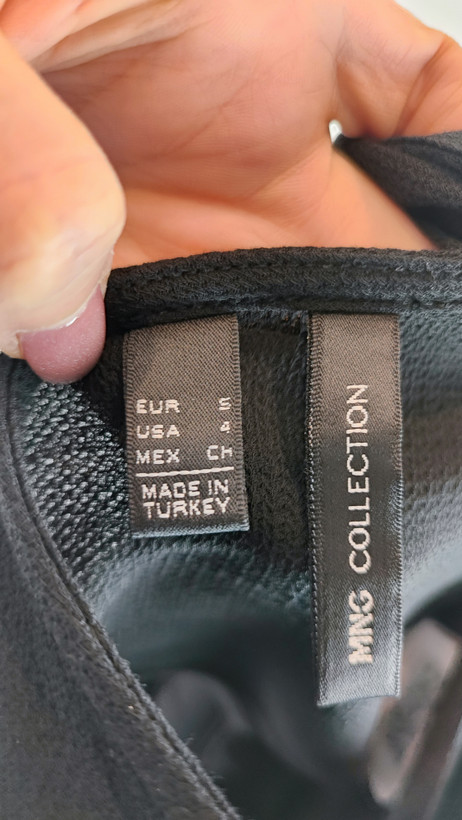 EUR S
USA 4
MEX CH
MADE IN
TURKEY
MNG COLLECTION